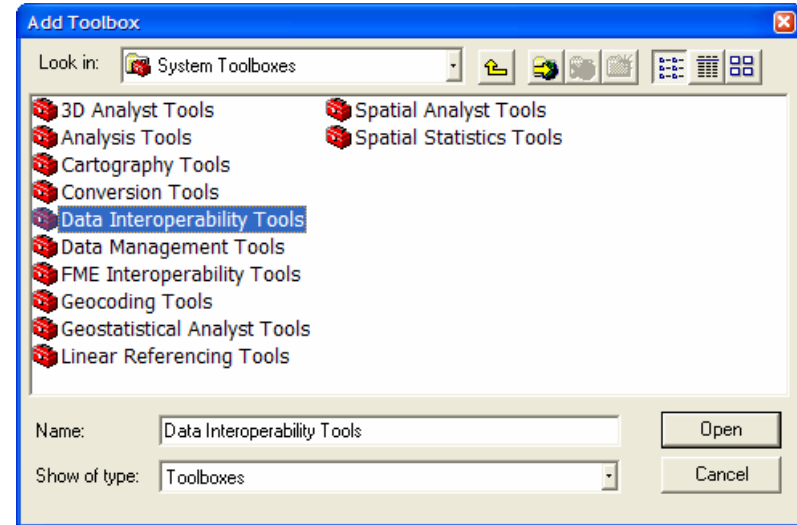 Add Toolbox
Look in: System Toolboxes
3D Analyst Tools
Analysis Tools
Cartography Tools
Conversion Tools
Data Interoperability Tools
Data Management Tools
FME Interoperability Tools
Geocoding Tools
Geostatistical Analyst Tools
Linear Referencing Tools
Spatial Analyst Tools
Spatial Statistics Tools
Name: Data Interoperability Tools
Open
Show of type: Toolboxes
Cancel